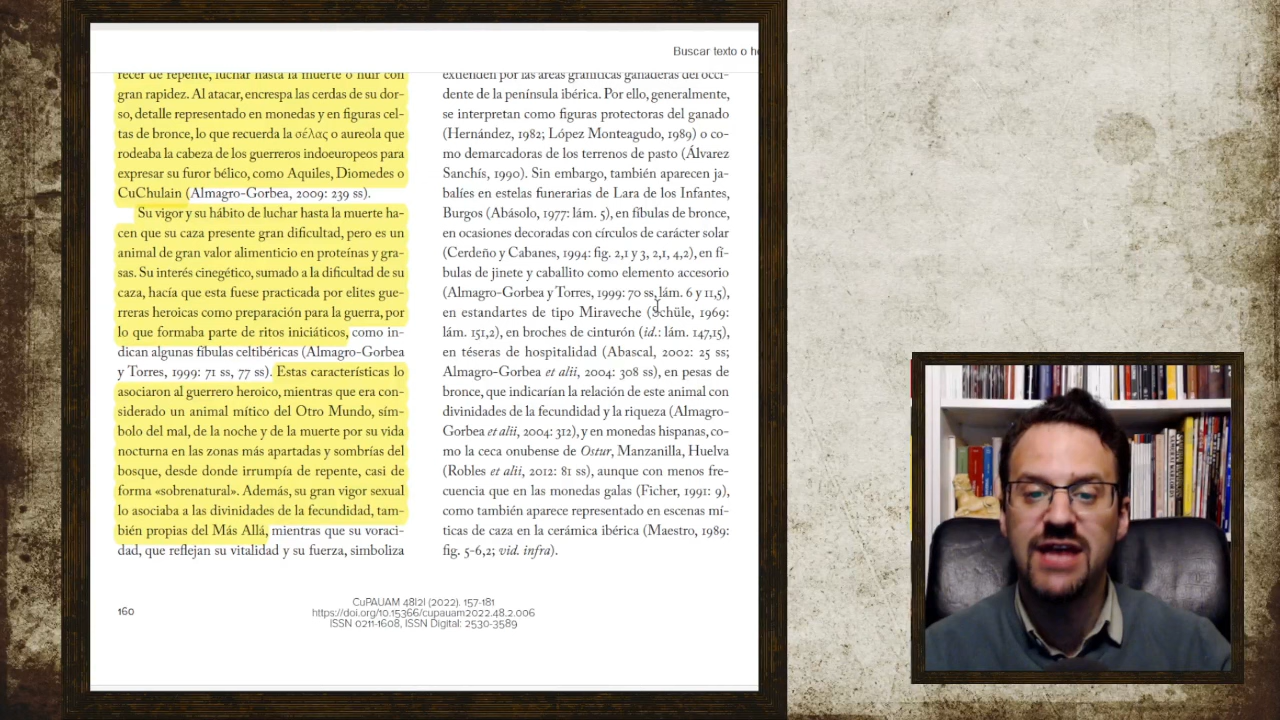 Buscar texto o he
recer de repente, luchar hasta la muerte o huir con
gran rapidez. Al atacar, encrespa las cerdas de su dor-
so, detalle representado en monedas y en figuras cel-
tas de bronce, lo que recuerda la σέλας o aureola que
rodeaba la cabeza de los guerreros indoeuropeos para
expresar su furor bélico, como Aquiles, Diomedes o
CuChulain (Almagro-Gorbea, 2009: 239 ss).
Su vigor y su hábito de luchar hasta la muerte ha-
cen que su caza presente gran dificultad, pero es un
animal de gran valor alimenticio en proteínas y gra-
sas. Su interés cinegético, sumado a la dificultad de su
caza, hacía que esta fuese practicada por elites gue-
rreras heroicas como preparación para la guerra, por
lo que formaba parte de ritos iniciáticos, como in-
dican algunas fíbulas celtibéricas (Almagro-Gorbea
y Torres, 1999: 71 ss, 77 ss). Estas características lo
asociaron al guerrero heroico, mientras que era con-
siderado un animal mítico del Otro Mundo, sím-
bolo del mal, de la noche y de la muerte por su vida
nocturna en las zonas más apartadas y sombrías del
bosque, desde donde irrumpía de repente, casi de
forma «sobrenatural». Además, su gran vigor sexual
lo asociaba a las divinidades de la fecundidad, tam-
bién propias del Más Allá, mientras que su voraci-
dad, que reflejan su vitalidad y su fuerza, simboliza
extienden por las áreas graníticas ganaderas del occi-
dente de la península ibérica. Por ello, generalmente,
se interpretan como figuras protectoras del ganado
(Hernández, 1982; López Monteagudo, 1989) o co-
mo demarcadoras de los terrenos de pasto (Álvarez
Sanchís, 1990). Sin embargo, también aparecen ja-
balíes en estelas funerarias de Lara de los Infantes,
Burgos (Abásolo, 1977: lám. 5), en fíbulas de bronce,
en ocasiones decoradas con círculos de carácter solar
(Cerdeño y Cabanes, 1994: fig. 2,1 y 3, 2,1, 4,2), en fí-
bulas de jinete y caballito como elemento accesorio
(Almagro-Gorbea y Torres, 1999: 70 ss, lám. 6 y 11,5),
en estandartes de tipo Miraveche (Schüle, 1969:
lám. 151,2), en broches de cinturón (id.: lám. 147,15),
en téseras de hospitalidad (Abascal, 2002: 25 ss;
Almagro-Gorbea et alii, 2004: 308 ss), en pesas de
bronce, que indicarían la relación de este animal con
divinidades de la fecundidad y la riqueza (Almagro-
Gorbea et alii, 2004: 312), y en monedas hispanas, co-
mo la ceca onubense de Ostur, Manzanilla, Huelva
(Robles et alii, 2012: 81 ss), aunque con menos fre-
cuencia que en las monedas galas (Ficher, 1991: 9),
como también aparece representado en escenas mí-
ticas de caza en la cerámica ibérica (Maestro, 1989:
fig. 5-6,2; vid. infra).
160
CuPAUAM 48|2| (2022). 157-181
https://doi.org/10.15366/cupauam2022.48.2.006
ISSN 0211-1608, ISSN Digital: 2530-3589